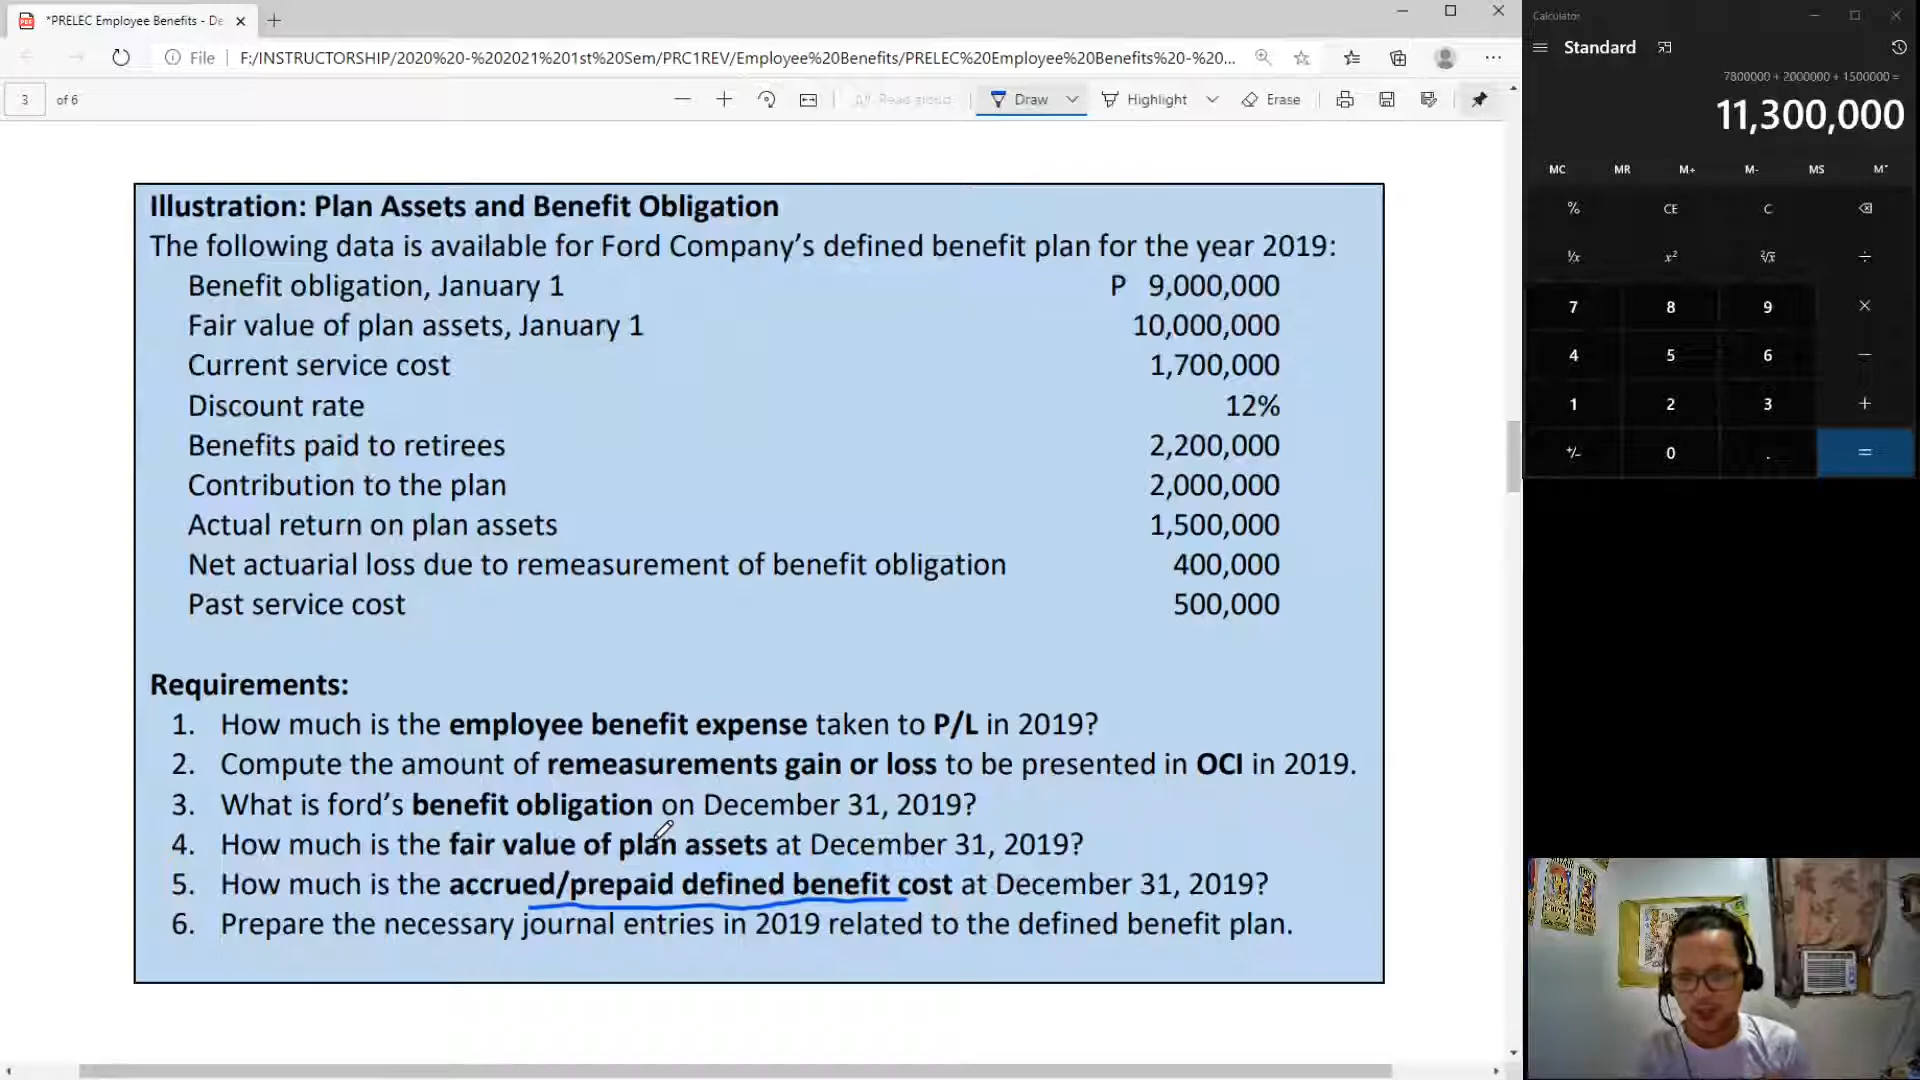 *PRELEC Employee Benefits - De
3 of 6
File F:/INSTRUCTORSHIP/2020%20-%202021%201st%20Sem/PRC1REV/Employee%20Benefits/PRELEC%20Employee%20Benefits%20-%20...
Read aloud Draw Highlight Erase
Illustration: Plan Assets and Benefit Obligation
The following data is available for Ford Company’s defined benefit plan for the year 2019:
Benefit obligation, January 1 P 9,000,000
Fair value of plan assets, January 1 10,000,000
Current service cost 1,700,000
Discount rate 12%
Benefits paid to retirees 2,200,000
Contribution to the plan 2,000,000
Actual return on plan assets 1,500,000
Net actuarial loss due to remeasurement of benefit obligation 400,000
Past service cost 500,000
Requirements:
1. How much is the employee benefit expense taken to P/L in 2019?
2. Compute the amount of remeasurements gain or loss to be presented in OCI in 2019.
3. What is ford’s benefit obligation on December 31, 2019?
4. How much is the fair value of plan assets at December 31, 2019?
5. How much is the accrued/prepaid defined benefit cost at December 31, 2019?
6. Prepare the necessary journal entries in 2019 related to the defined benefit plan.
Calculator
Standard
7800000 + 2000000 + 1500000 =
11,300,000
MC MR M+ M- MS M˅
% CE C
¹/x x² ²√x ÷
7 8 9 ×
4 5 6 −
1 2 3 +
+/- 0 . =